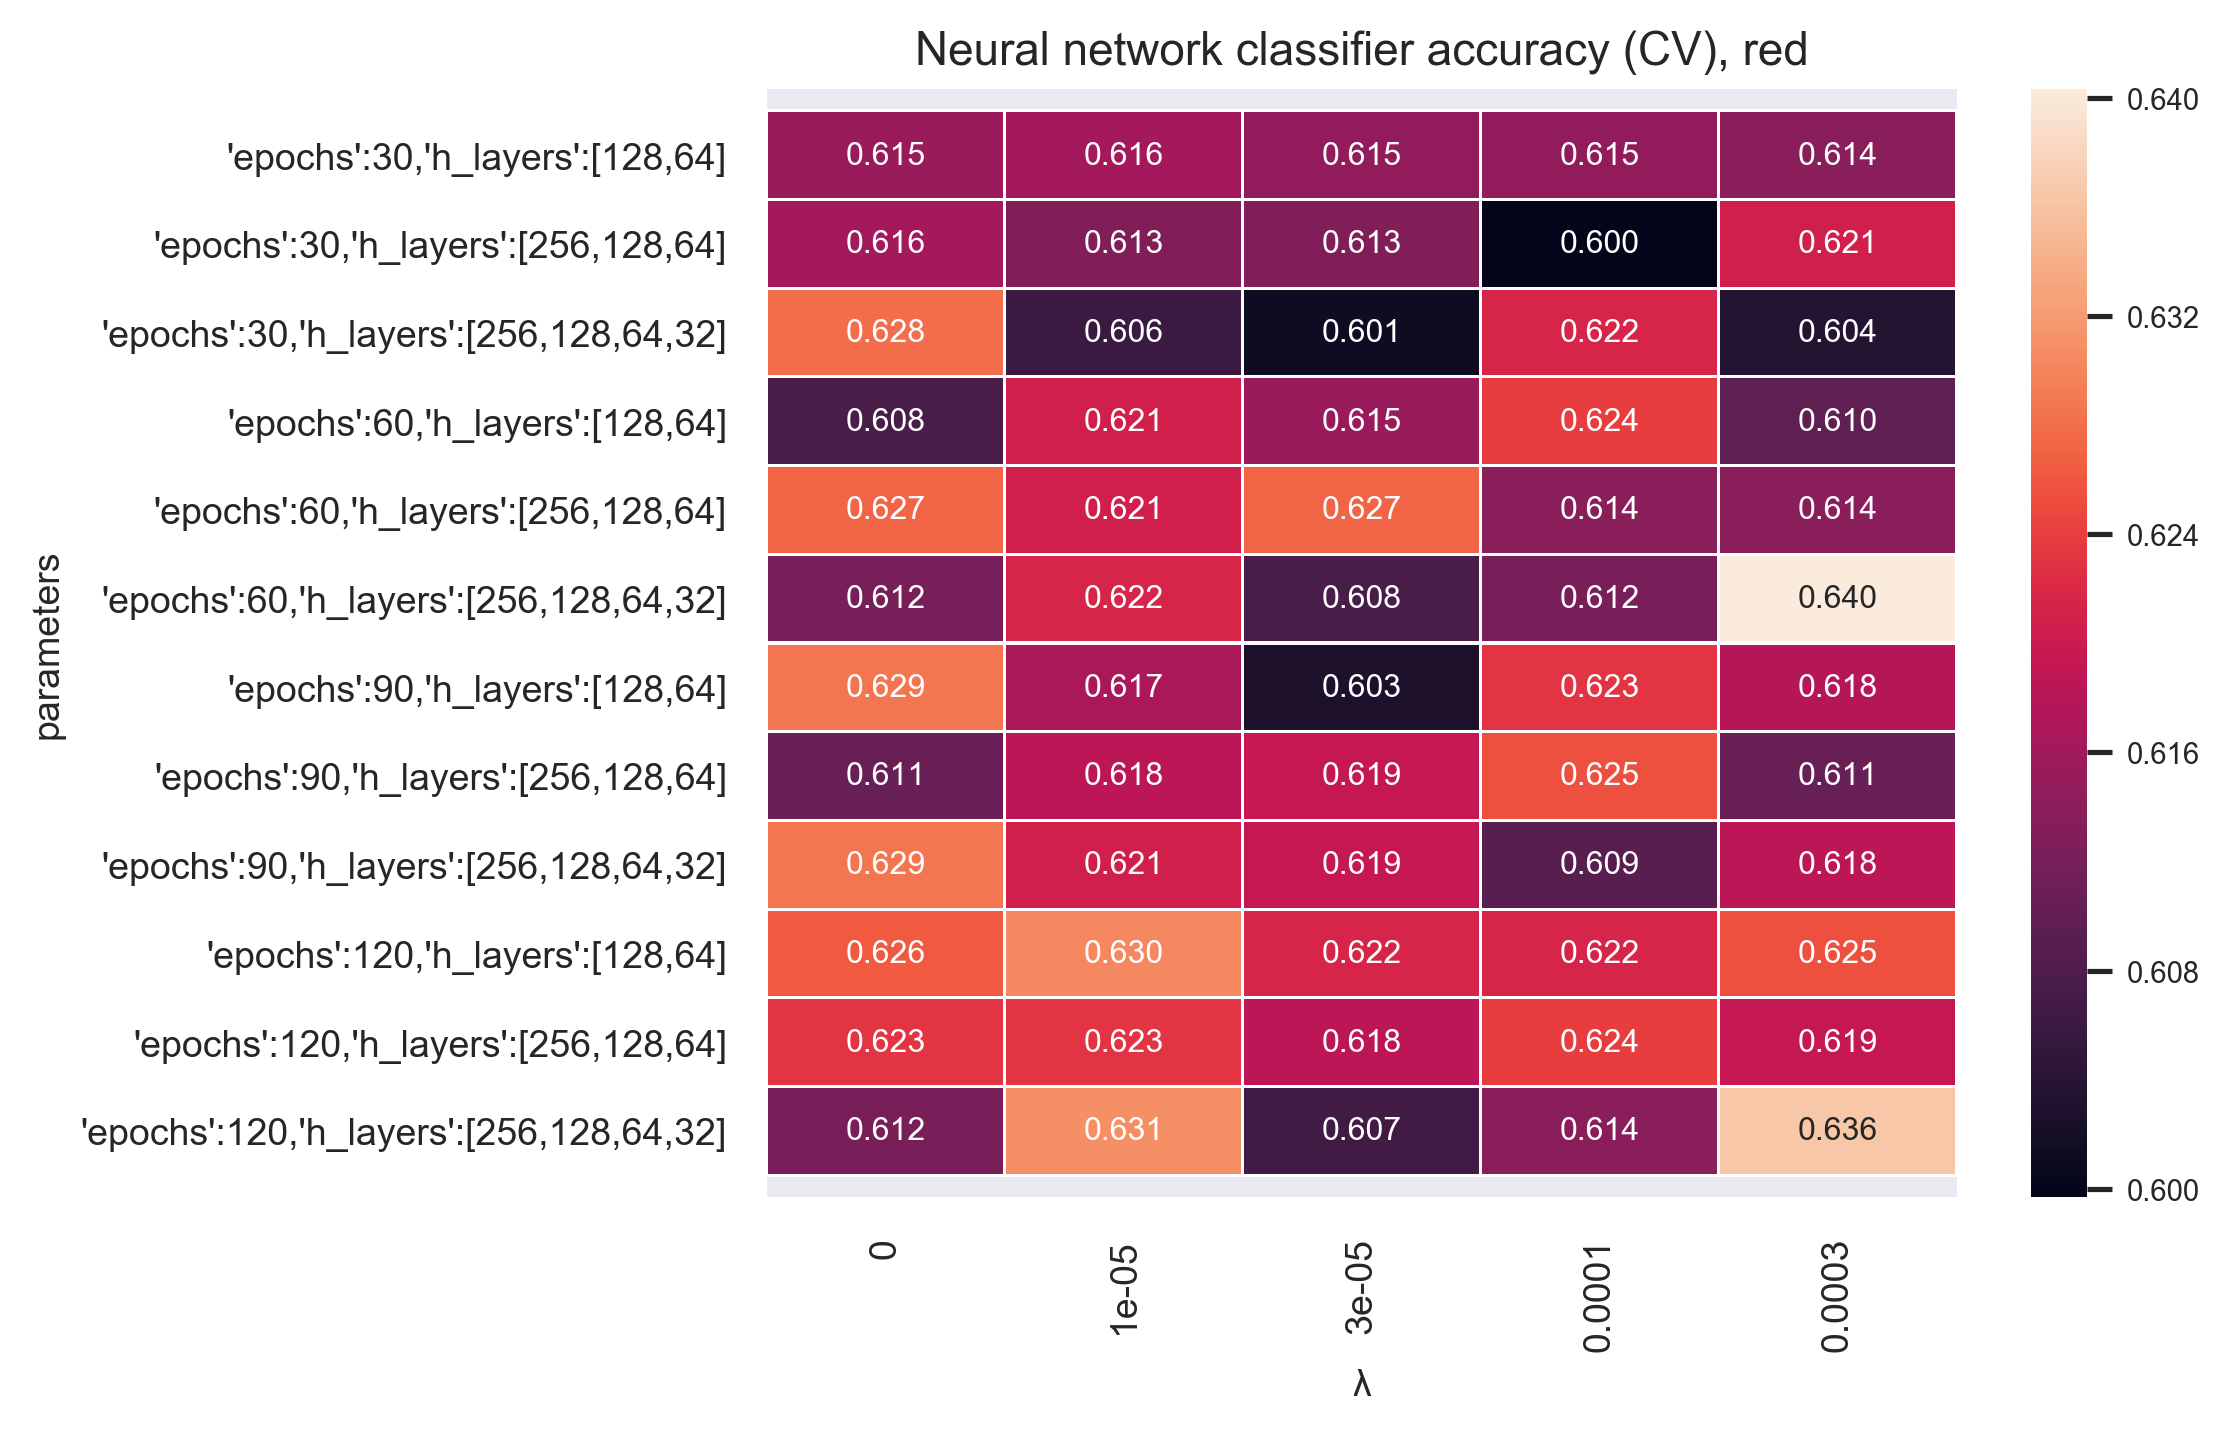 Neural network classifier accuracy (CV), red
parameters
'epochs':30,'h_layers':[128,64] 0.615 0.616 0.615 0.615 0.614
'epochs':30,'h_layers':[256,128,64] 0.616 0.613 0.613 0.600 0.621
'epochs':30,'h_layers':[256,128,64,32] 0.628 0.606 0.601 0.622 0.604
'epochs':60,'h_layers':[128,64] 0.608 0.621 0.615 0.624 0.610
'epochs':60,'h_layers':[256,128,64] 0.627 0.621 0.627 0.614 0.614
'epochs':60,'h_layers':[256,128,64,32] 0.612 0.622 0.608 0.612 0.640
'epochs':90,'h_layers':[128,64] 0.629 0.617 0.603 0.623 0.618
'epochs':90,'h_layers':[256,128,64] 0.611 0.618 0.619 0.625 0.611
'epochs':90,'h_layers':[256,128,64,32] 0.629 0.621 0.619 0.609 0.618
'epochs':120,'h_layers':[128,64] 0.626 0.630 0.622 0.622 0.625
'epochs':120,'h_layers':[256,128,64] 0.623 0.623 0.618 0.624 0.619
'epochs':120,'h_layers':[256,128,64,32] 0.612 0.631 0.607 0.614 0.636
0 1e-05 3e-05 0.0001 0.0003
λ
0.640
0.632
0.624
0.616
0.608
0.600